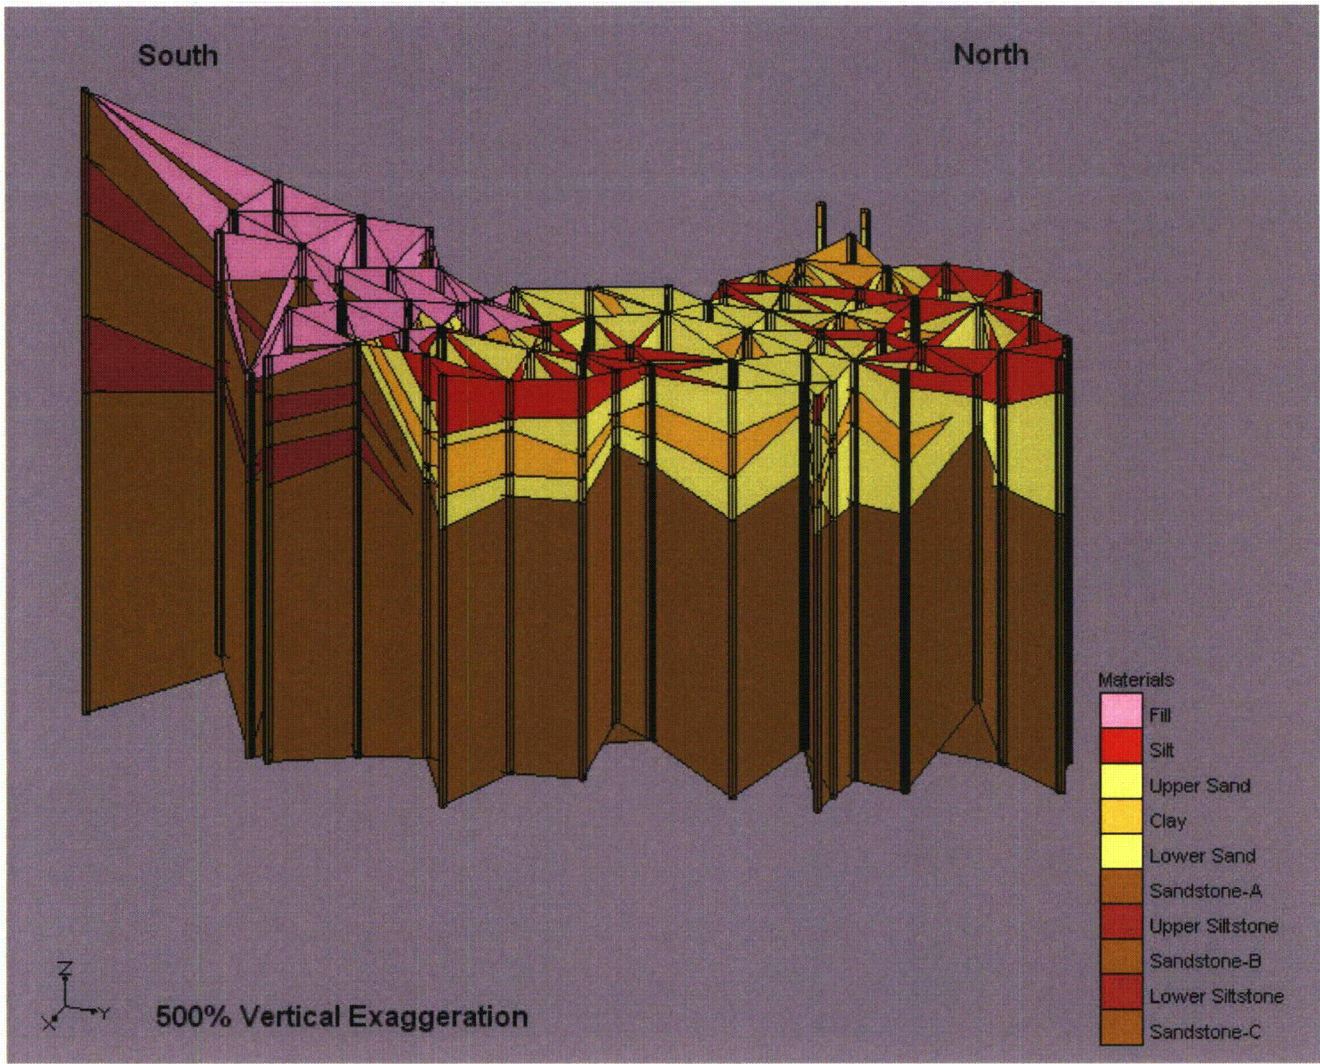 South
North
Materials
Fill
Silt
Upper Sand
Clay
Lower Sand
Sandstone-A
Upper Siltstone
Sandstone-B
Lower Siltstone
Sandstone-C
Z
X
Y
500% Vertical Exaggeration